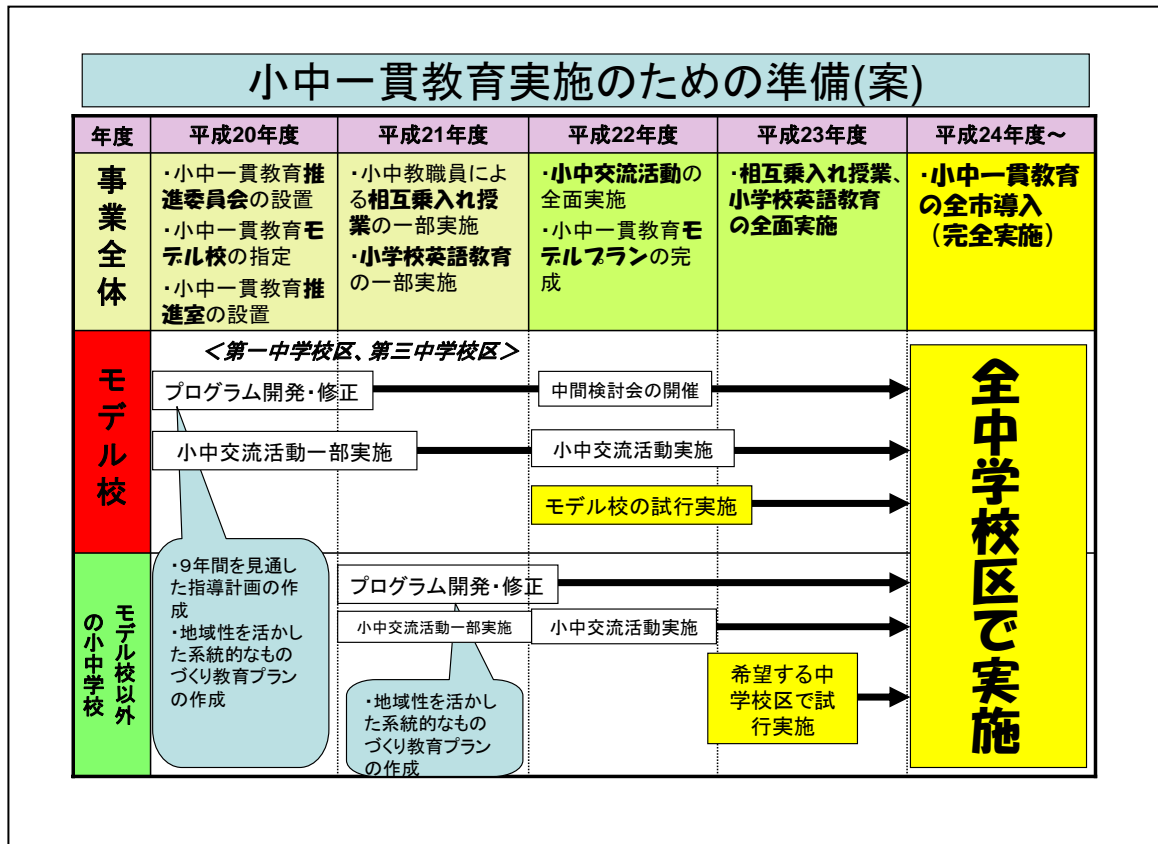 小中一貫教育実施のための準備(案)
年度
平成20年度
平成21年度
平成22年度
平成23年度
平成24年度～
事業全体
・小中一貫教育推
進委員会の設置
・小中一貫教育モ
デル校の指定
・小中一貫教育推
進室の設置
・小中教職員によ
る相互乗入れ授
業の一部実施
・小学校英語教育
の一部実施
・小中交流活動の
全面実施
・小中一貫教育モ
デルプランの完
成
・相互乗入れ授業、
小学校英語教育
の全面実施
・小中一貫教育
の全市導入
（完全実施）
モデル校
＜第一中学校区、第三中学校区＞
プログラム開発・修正
中間検討会の開催
小中交流活動一部実施
小中交流活動実施
モデル校の試行実施
全中学校区で実施
モデル校以外
の小中学校
・９年間を見通し
た指導計画の作
成
・地域性を活かし
た系統的なもの
づくり教育プラン
の作成
プログラム開発・修正
小中交流活動一部実施
小中交流活動実施
希望する中
学校区で試
行実施
・地域性を活かし
た系統的なもの
づくり教育プラン
の作成